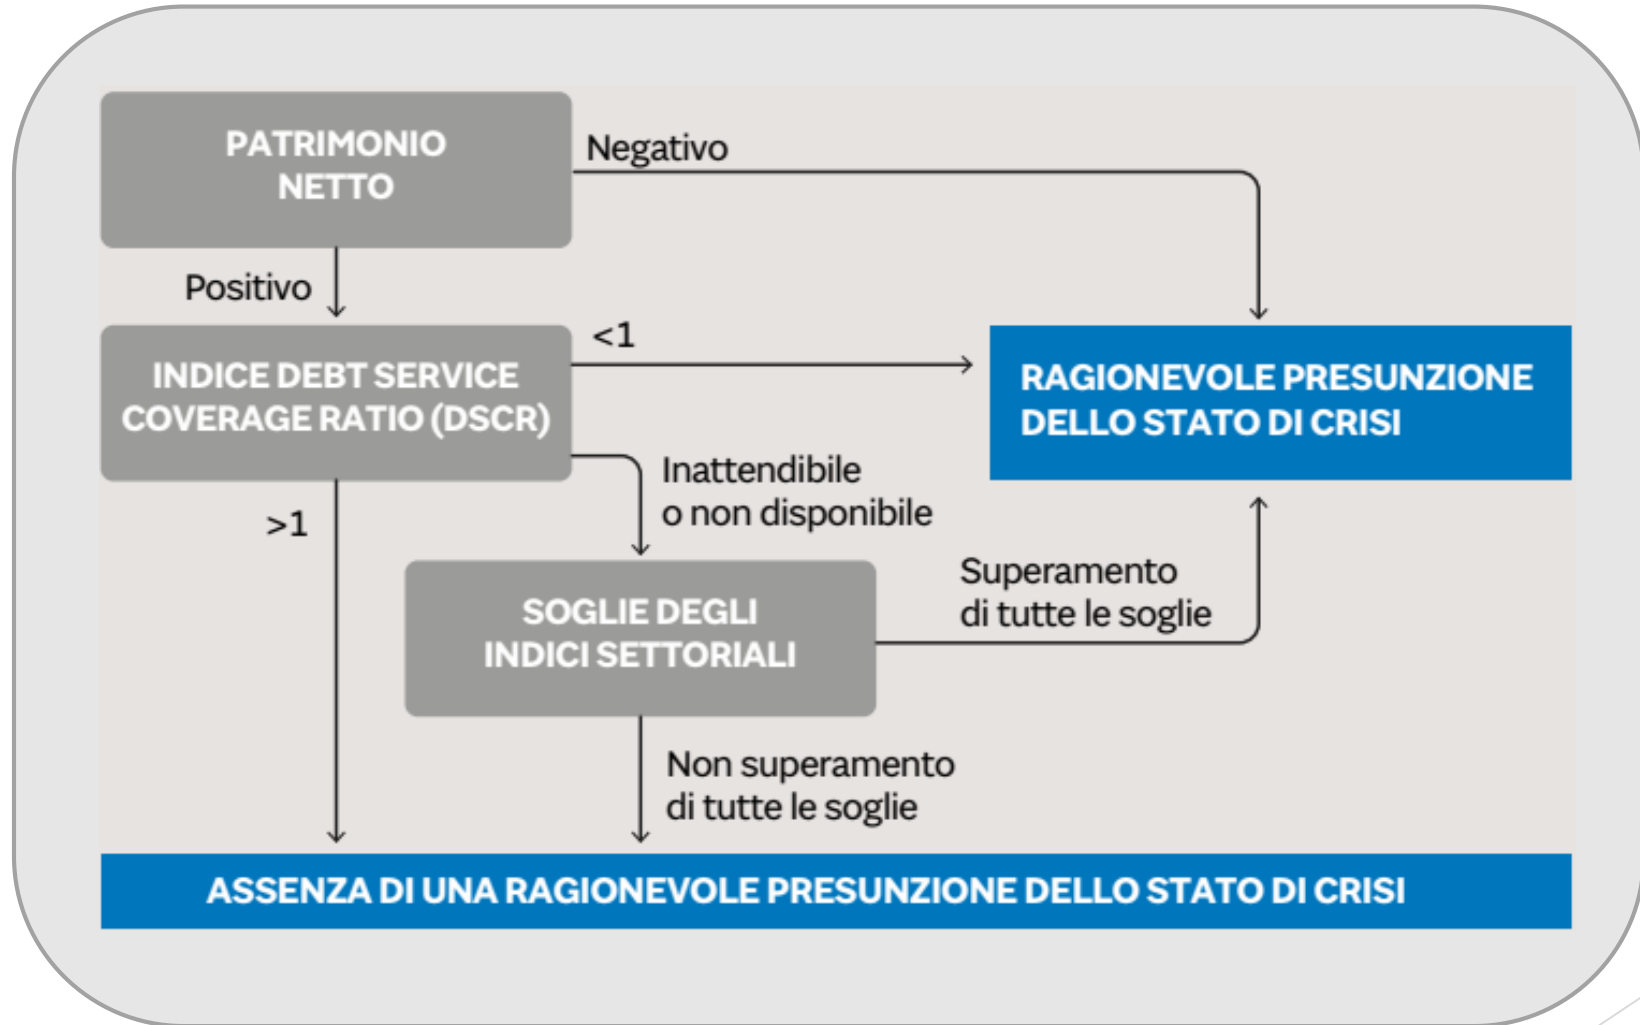 PATRIMONIO
NETTO
Negativo
Positivo
<1
INDICE DEBT SERVICE
COVERAGE RATIO (DSCR)
RAGIONEVOLE PRESUNZIONE
DELLO STATO DI CRISI
Inattendibile
o non disponibile
>1
SOGLIE DEGLI
INDICI SETTORIALI
Superamento
di tutte le soglie
Non superamento
di tutte le soglie
ASSENZA DI UNA RAGIONEVOLE PRESUNZIONE DELLO STATO DI CRISI